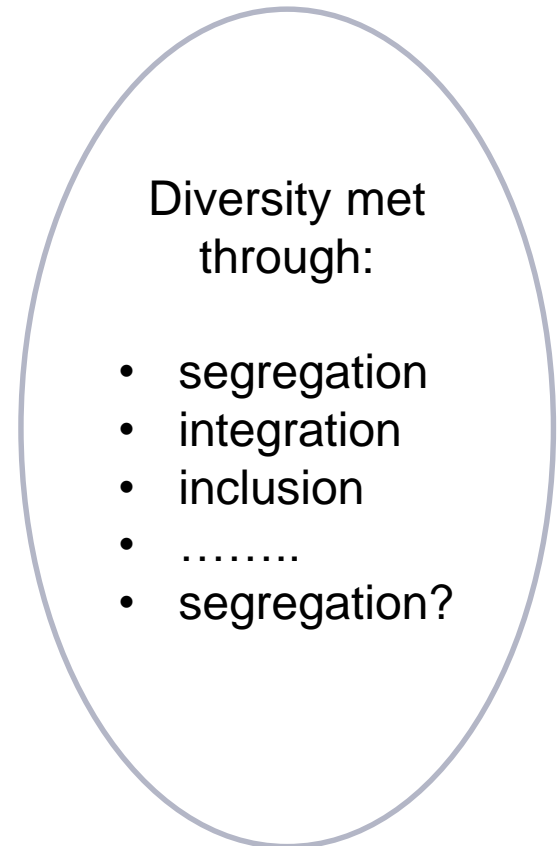 Diversity met
through:
• segregation
• integration
• inclusion
• ……..
• segregation?